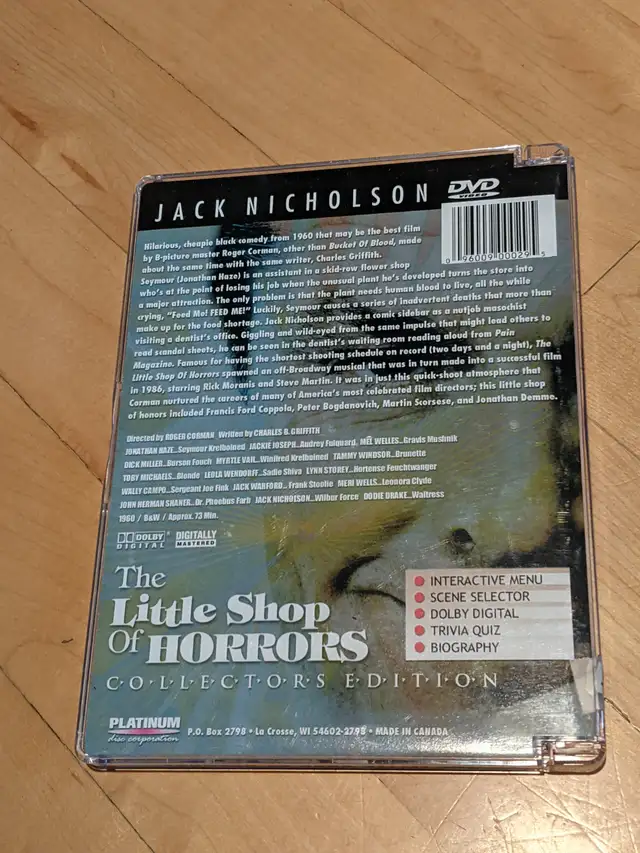 JACK NICHOLSON DVD VIDEO
Hilarious, cheapie black comedy from 1960 that may be the best film
by B-picture master Roger Corman, other than Bucket Of Blood, made
about the same time with the same writer, Charles Griffith.
Seymour (Jonathan Haze) is an assistant in a skid-row flower shop
who's at the point of losing his job when the unusual plant he's developed turns the store into
a major attraction. The only problem is that the plant needs human blood to live, all the while
crying, "Feed Me! FEED ME!" Luckily, Seymour causes a series of inadvertent deaths that more than
make up for the food shortage. Jack Nicholson provides a comic sidebar as a nutjob masochist
visiting a dentist's office. Giggling and wild-eyed from the same impulse that might lead others to
read scandal sheets, he can be seen in the dentist's waiting room reading aloud from Pain
Magazine. Famous for having the shortest shooting schedule on record (two days and a night), The
Little Shop Of Horrors spawned an off-Broadway musical that was in turn made into a successful film
in 1986, starring Rick Moranis and Steve Martin. It was in just this quick-shoot atmosphere that
Corman nurtured the careers of many of America's most celebrated film directors; this little shop
of honors included Francis Ford Coppola, Peter Bogdanovich, Martin Scorsese, and Jonathan Demme.
0 96009 00029 5
Directed by ROGER CORMAN Written by CHARLES B. GRIFFITH
JONATHAN HAZE...Seymour Krelboined JACKIE JOSEPH...Audrey Fulquard, MEL WELLES...Gravis Mushnik
DICK MILLER...Burson Fouch MYRTLE VAIL...Winifred Krelboined TAMMY WINDSOR...Brunette
TOBY MICHAELS...Blonde LEOLA WENDORFF...Sadie Shiva LYNN STOREY...Hortense Feuchtwanger
WALLY CAMPO...Sergeant Joe Fink JACK WARFORD...Frank Stoolie MERI WELLS...Leonora Clyde
JOHN HERMAN SHANER...Dr. Phoebus Farb JACK NICHOLSON...Wilbur Force DODIE DRAKE...Waitress
1960 / B&W / Approx. 73 Min.
DOLBY DIGITAL DIGITALLY MASTERED
The
Little Shop
Of HORRORS
C·O·L·L·E·C·T·O·R·S E·D·I·T·I·O·N
INTERACTIVE MENU
SCENE SELECTOR
DOLBY DIGITAL
TRIVIA QUIZ
BIOGRAPHY
PLATINUM
disc corporation
P.O. Box 2798 • La Crosse, WI 54602-2798 • MADE IN CANADA